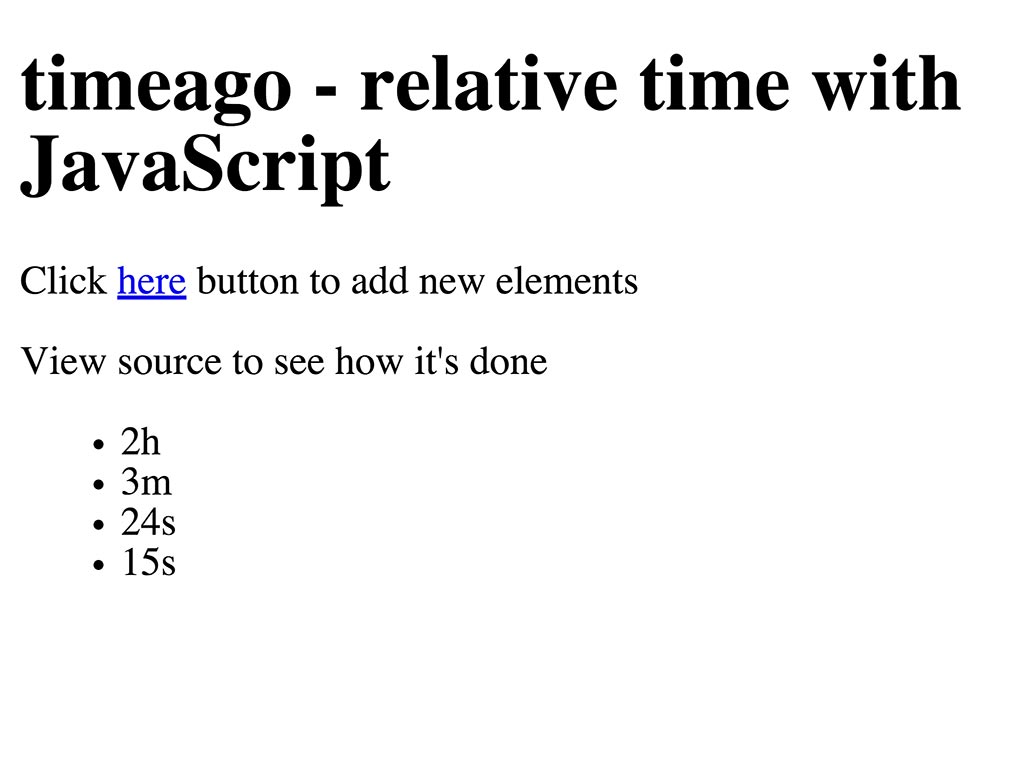 timeago - relative time with
JavaScript
Click here button to add new elements
View source to see how it's done
• 2h
• 3m
• 24s
• 15s